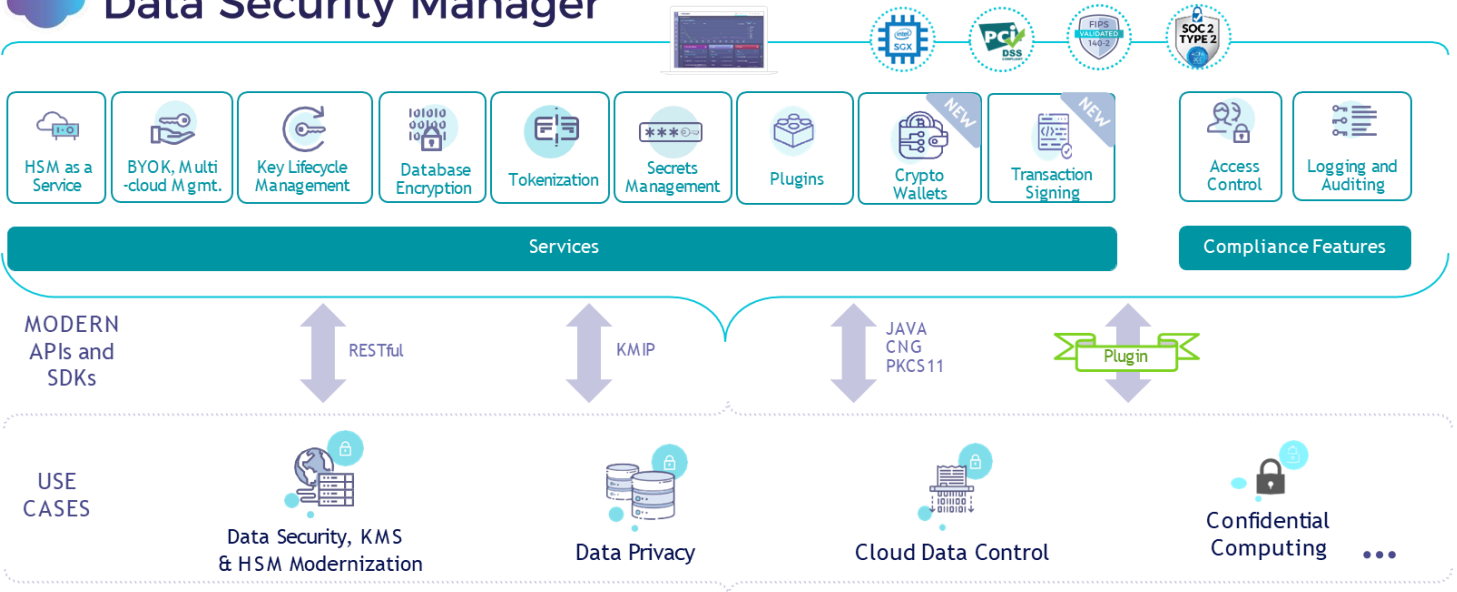 Data Security Manager
intel
SGX
PCI
DSS
COMPLIANT
FIPS
VALIDATED
140-2
SOC 2
TYPE 2
NEW
NEW
HSM as a
Service
BYOK, Multi
-cloud Mgmt.
Key Lifecycle
Management
Database
Encryption
Tokenization
Secrets
Management
Plugins
Crypto
Wallets
Transaction
Signing
Access
Control
Logging and
Auditing
Services
Compliance Features
MODERN
APIs and
SDKs
RESTful
KMIP
JAVA
CNG
PKCS11
Plugin
USE
CASES
Data Security, KMS
& HSM Modernization
Data Privacy
Cloud Data Control
Confidential
Computing
...